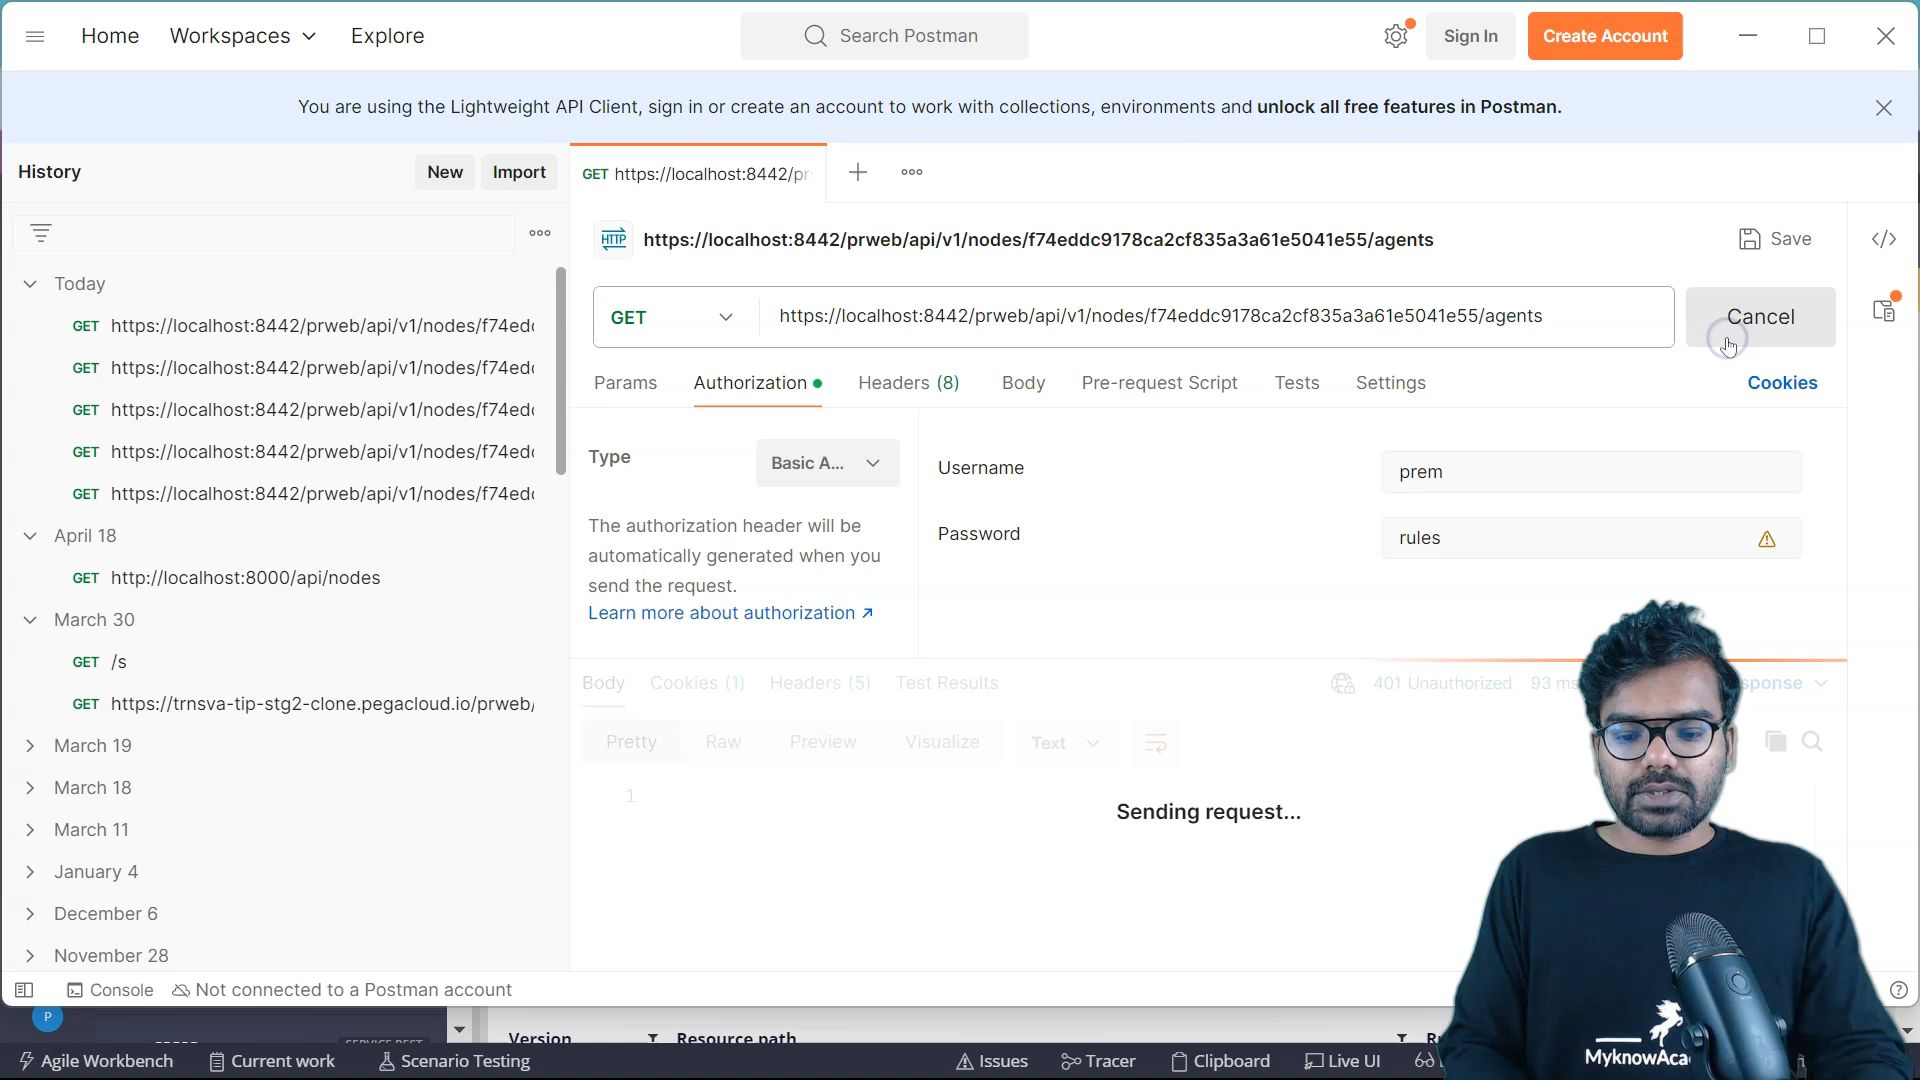 Home
Workspaces
Explore
Search Postman
Sign In
Create Account
You are using the Lightweight API Client, sign in or create an account to work with collections, environments and unlock all free features in Postman.
History
New
Import
GET https://localhost:8442/pr
HTTP
https://localhost:8442/prweb/api/v1/nodes/f74eddc9178ca2cf835a3a61e5041e55/agents
Save
Today
GET https://localhost:8442/prweb/api/v1/nodes/f74edd
GET https://localhost:8442/prweb/api/v1/nodes/f74edd
GET https://localhost:8442/prweb/api/v1/nodes/f74edd
GET https://localhost:8442/prweb/api/v1/nodes/f74edd
GET https://localhost:8442/prweb/api/v1/nodes/f74edd
April 18
GET http://localhost:8000/api/nodes
March 30
GET /s
GET https://trnsva-tip-stg2-clone.pegacloud.io/prweb/
March 19
March 18
March 11
January 4
December 6
November 28
GET
https://localhost:8442/prweb/api/v1/nodes/f74eddc9178ca2cf835a3a61e5041e55/agents
Cancel
Params
Authorization
Headers (8)
Body
Pre-request Script
Tests
Settings
Cookies
Type
Basic A...
The authorization header will be
automatically generated when you
send the request.
Learn more about authorization ↗
Username
prem
Password
rules
Body
Cookies (1)
Headers (5)
Test Results
401 Unauthorized
93 ms
sponse
Pretty
Raw
Preview
Visualize
Text
1
Sending request...
Console
Not connected to a Postman account
P
Version
Resource path
Agile Workbench
Current work
Scenario Testing
Issues
Tracer
Clipboard
Live UI
MyknowAca